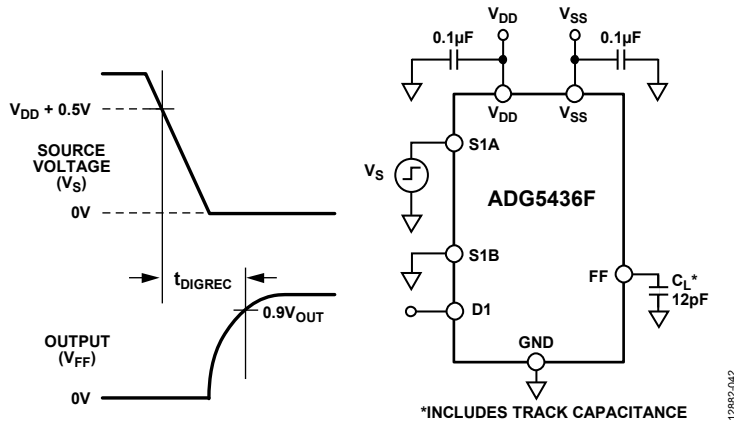 V_DD + 0.5V
SOURCE
VOLTAGE
(V_S)
0V
t_DIGREC
OUTPUT
(V_FF)
0.9V_OUT
0V
V_DD
V_SS
0.1µF
0.1µF
V_DD
V_SS
S1A
V_S
ADG5436F
S1B
FF
C_L*
12pF
D1
GND
*INCLUDES TRACK CAPACITANCE
12882-042